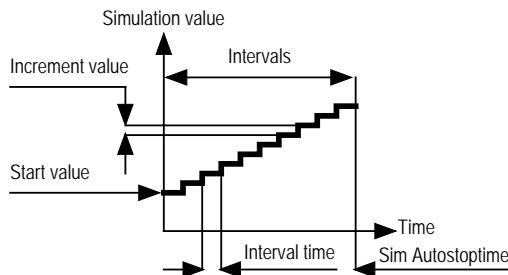 Simulation value
Increment value
Intervals
Start value
Time
Interval time
Sim Autostoptime